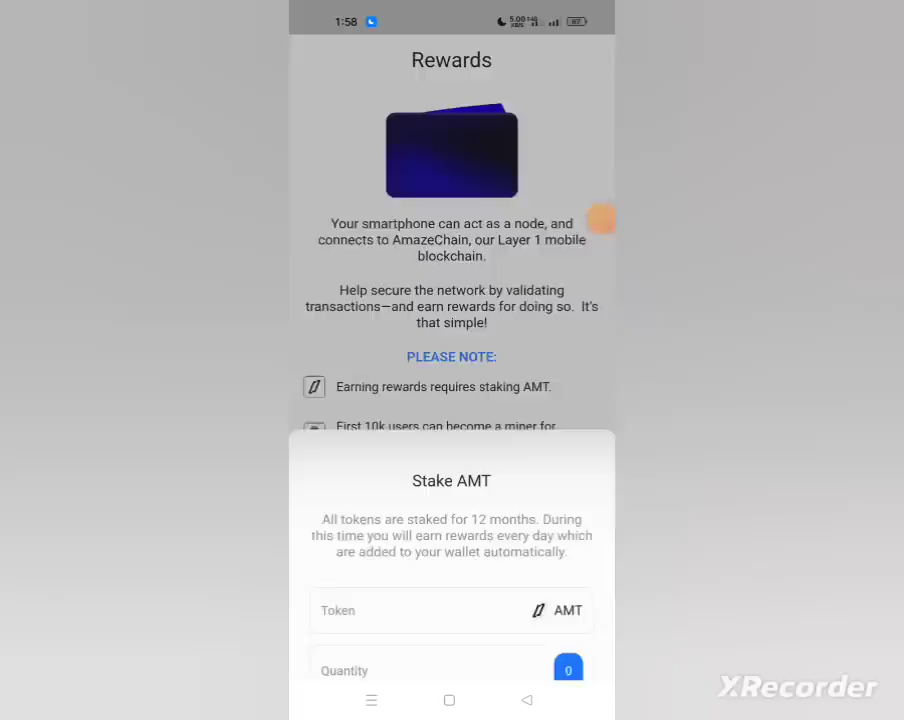 1:58
5.00
KB/S
87
Rewards
Your smartphone can act as a node, and
connects to AmazeChain, our Layer 1 mobile
blockchain.
Help secure the network by validating
transactions—and earn rewards for doing so. It's
that simple!
PLEASE NOTE:
Earning rewards requires staking AMT.
First 10k users can become a miner for
Stake AMT
All tokens are staked for 12 months. During
this time you will earn rewards every day which
are added to your wallet automatically.
Token AMT
Quantity 0
XRecorder